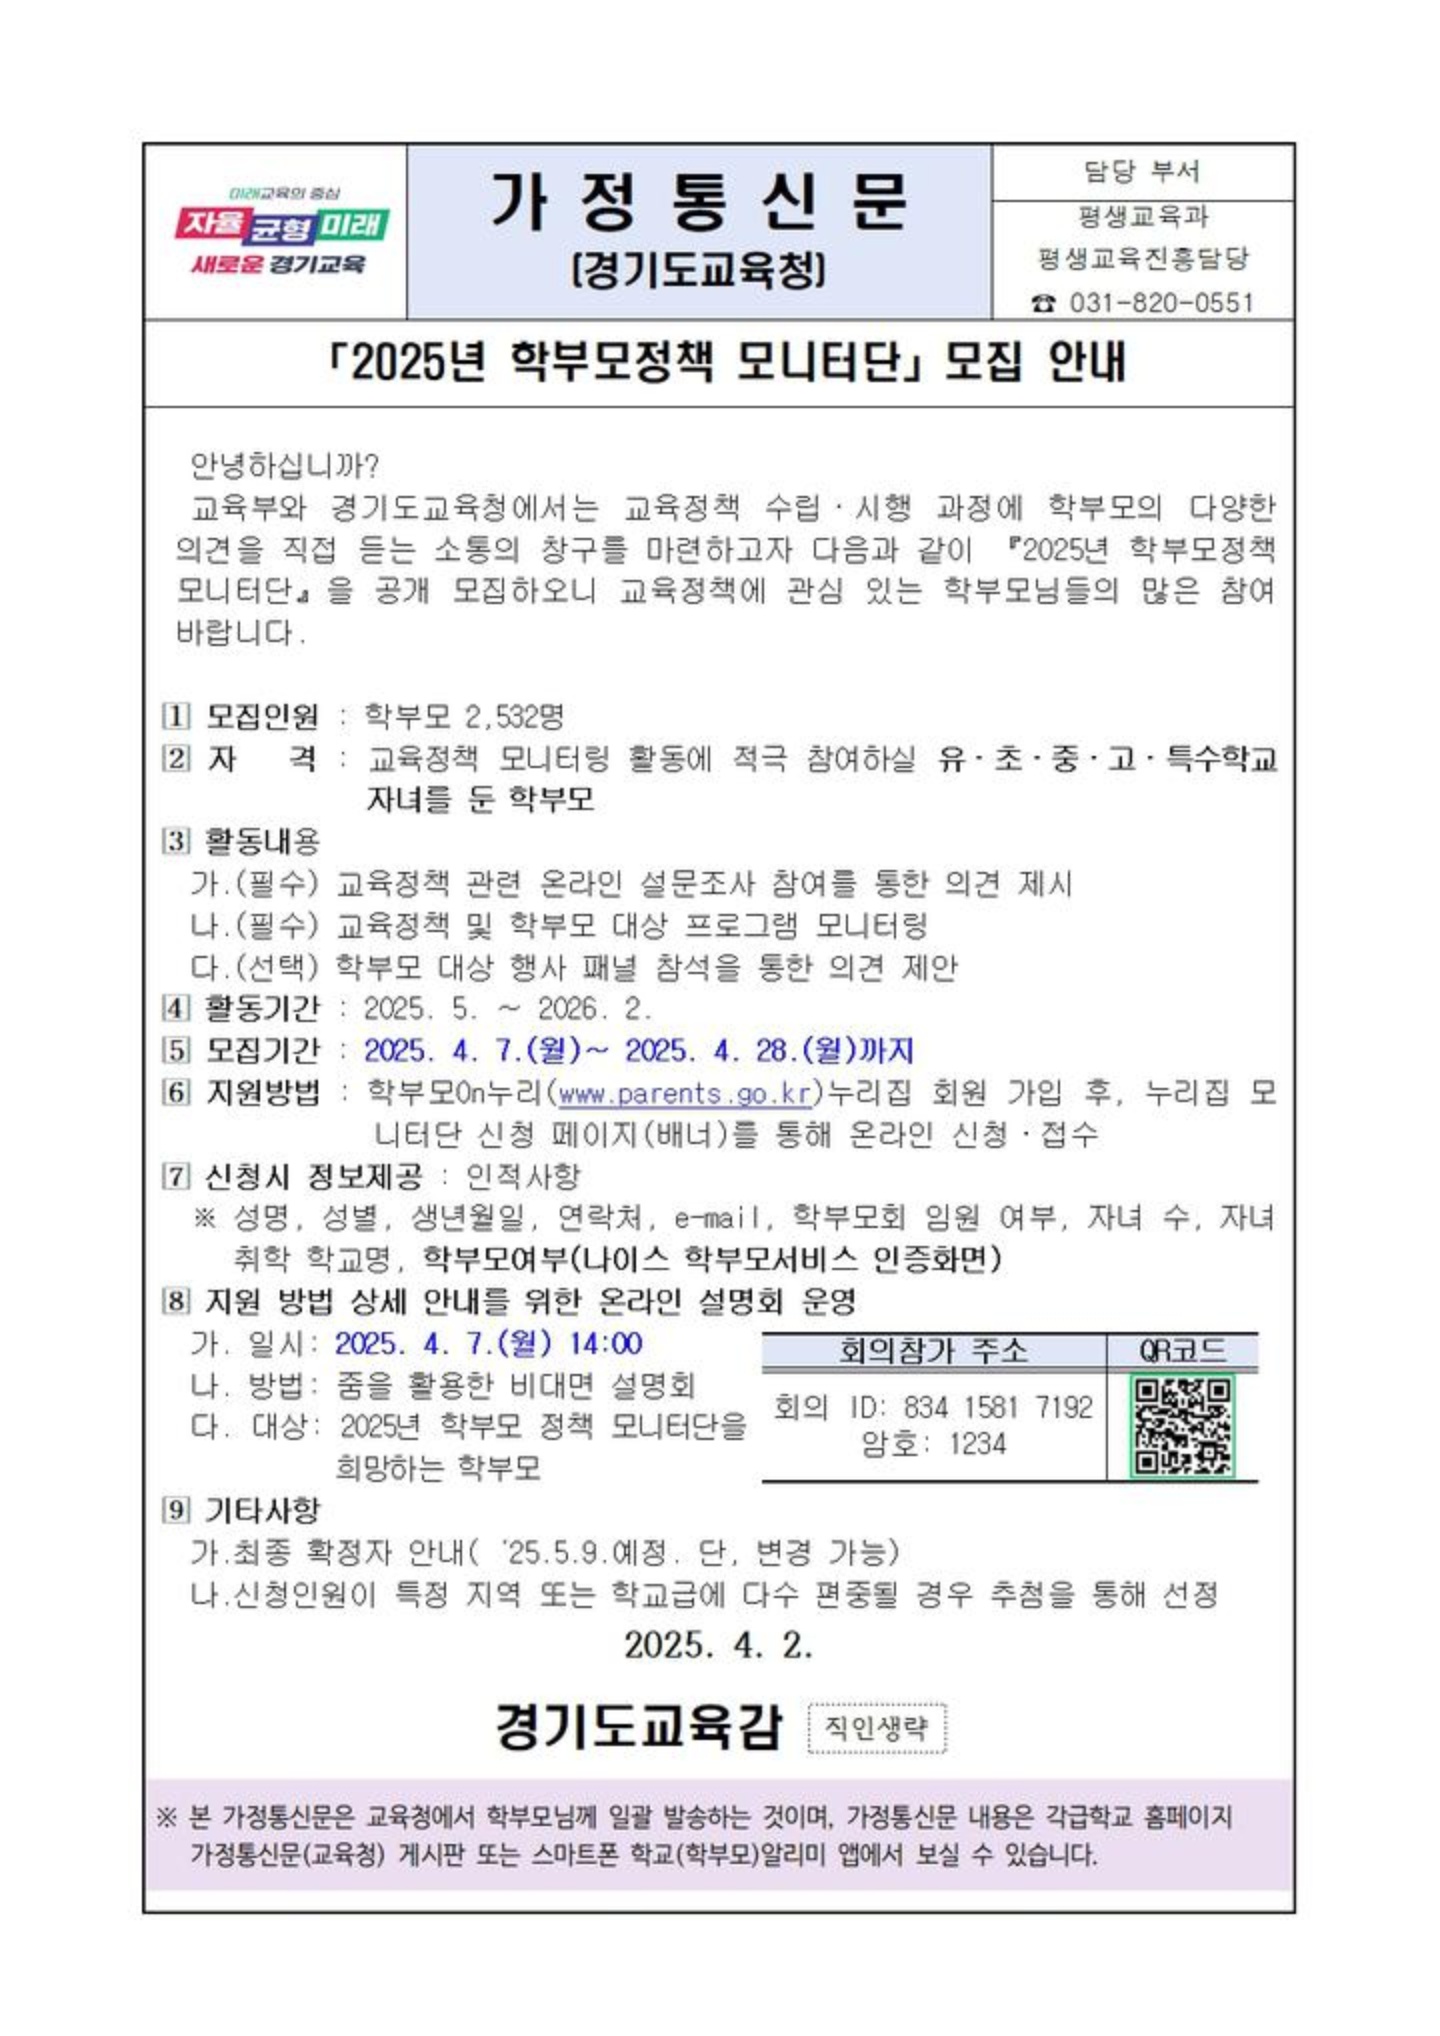 미래교육의 중심
자율 균형 미래
새로운 경기교육
가 정 통 신 문
(경기도교육청)
담당 부서
평생교육과
평생교육진흥담당
☎ 031-820-0551
「2025년 학부모정책 모니터단」 모집 안내
안녕하십니까?
교육부와 경기도교육청에서는 교육정책 수립·시행 과정에 학부모의 다양한
의견을 직접 듣는 소통의 창구를 마련하고자 다음과 같이 『2025년 학부모정책
모니터단』을 공개 모집하오니 교육정책에 관심 있는 학부모님들의 많은 참여
바랍니다.
1 모집인원 : 학부모 2,532명
2 자 격 : 교육정책 모니터링 활동에 적극 참여하실 유·초·중·고·특수학교
자녀를 둔 학부모
3 활동내용
가.(필수) 교육정책 관련 온라인 설문조사 참여를 통한 의견 제시
나.(필수) 교육정책 및 학부모 대상 프로그램 모니터링
다.(선택) 학부모 대상 행사 패널 참석을 통한 의견 제안
4 활동기간 : 2025. 5. ~ 2026. 2.
5 모집기간 : 2025. 4. 7.(월)~ 2025. 4. 28.(월)까지
6 지원방법 : 학부모On누리(www.parents.go.kr)누리집 회원 가입 후, 누리집 모
니터단 신청 페이지(배너)를 통해 온라인 신청·접수
7 신청시 정보제공 : 인적사항
※ 성명, 성별, 생년월일, 연락처, e-mail, 학부모회 임원 여부, 자녀 수, 자녀
취학 학교명, 학부모여부(나이스 학부모서비스 인증화면)
8 지원 방법 상세 안내를 위한 온라인 설명회 운영
가. 일시: 2025. 4. 7.(월) 14:00
나. 방법: 줌을 활용한 비대면 설명회
다. 대상: 2025년 학부모 정책 모니터단을
희망하는 학부모
회의참가 주소 QR코드
회의 ID: 834 1581 7192
암호: 1234
9 기타사항
가.최종 확정자 안내( '25.5.9.예정. 단, 변경 가능)
나.신청인원이 특정 지역 또는 학교급에 다수 편중될 경우 추첨을 통해 선정
2025. 4. 2.
경기도교육감 직인생략
※ 본 가정통신문은 교육청에서 학부모님께 일괄 발송하는 것이며, 가정통신문 내용은 각급학교 홈페이지
가정통신문(교육청) 게시판 또는 스마트폰 학교(학부모)알리미 앱에서 보실 수 있습니다.